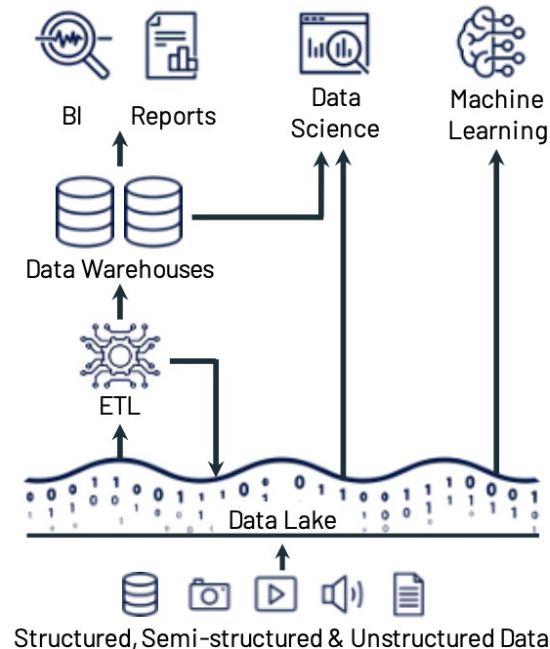 BI
Reports
Data
Science
Machine
Learning
Data Warehouses
ETL
Data Lake
Structured, Semi-structured & Unstructured Data